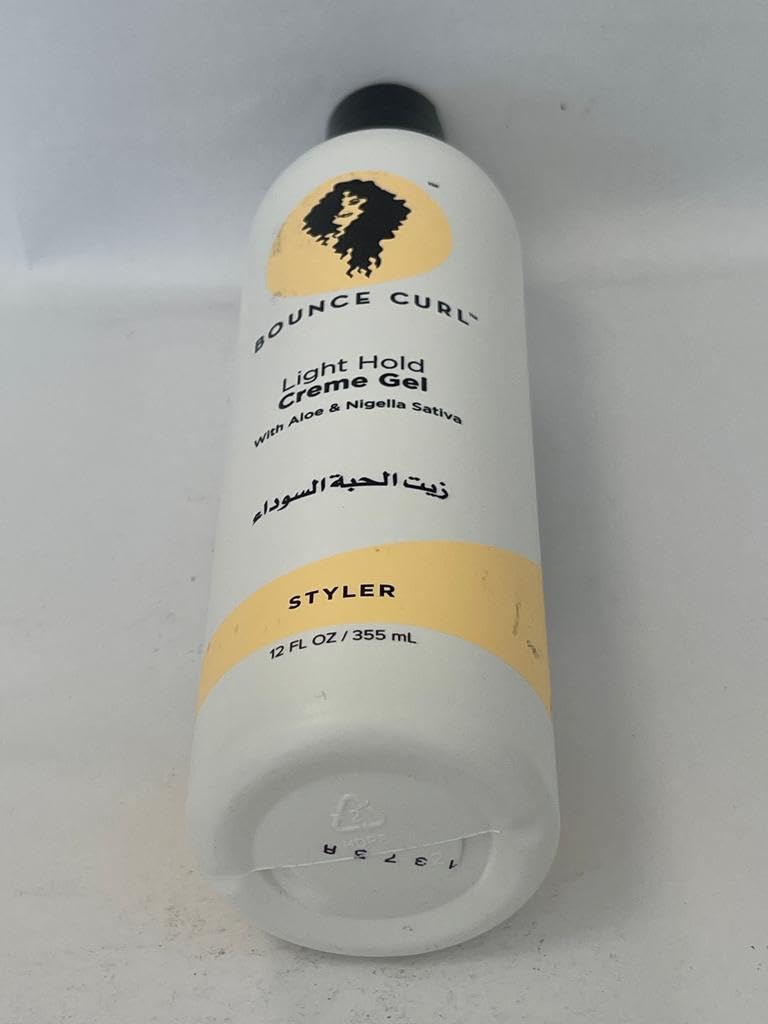 BOUNCE CURL™
Light Hold
Creme Gel
With Aloe & Nigella Sativa
زيت الحبة السوداء
STYLER
12 FL OZ / 355 mL
HDPE